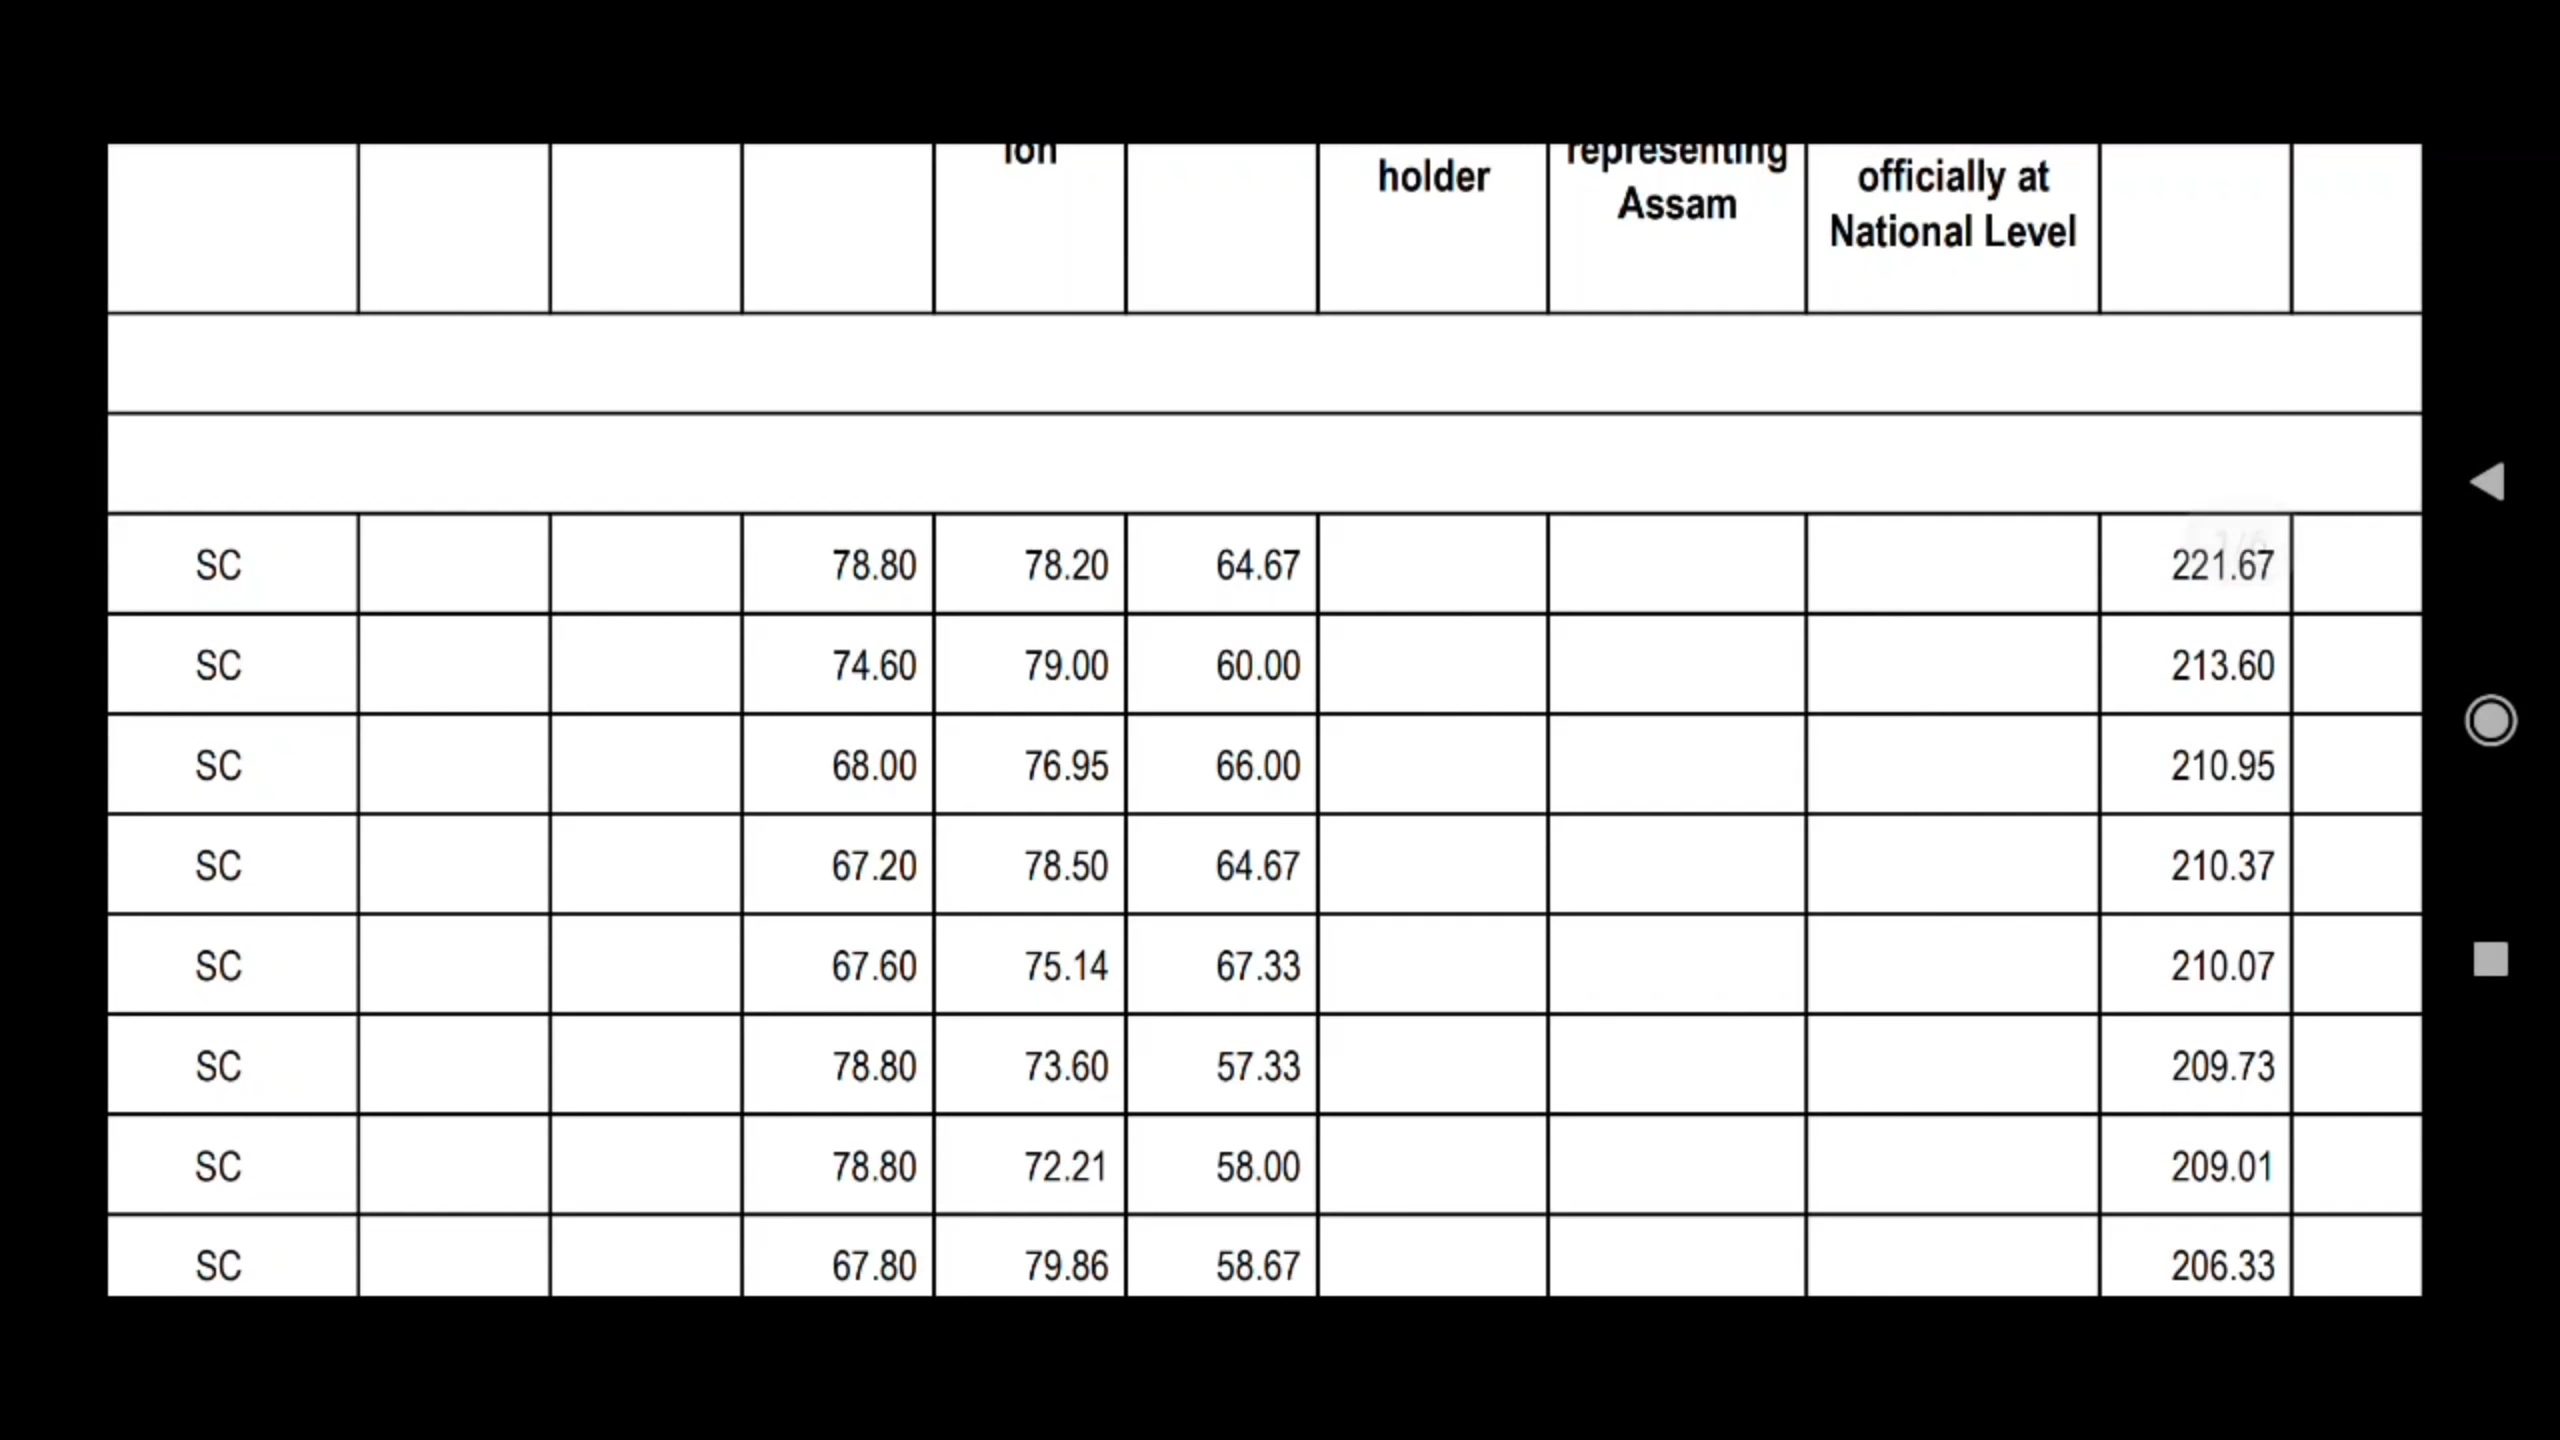 ion
holder
representing
Assam
officially at
National Level
SC 78.80 78.20 64.67 221.67
SC 74.60 79.00 60.00 213.60
SC 68.00 76.95 66.00 210.95
SC 67.20 78.50 64.67 210.37
SC 67.60 75.14 67.33 210.07
SC 78.80 73.60 57.33 209.73
SC 78.80 72.21 58.00 209.01
SC 67.80 79.86 58.67 206.33